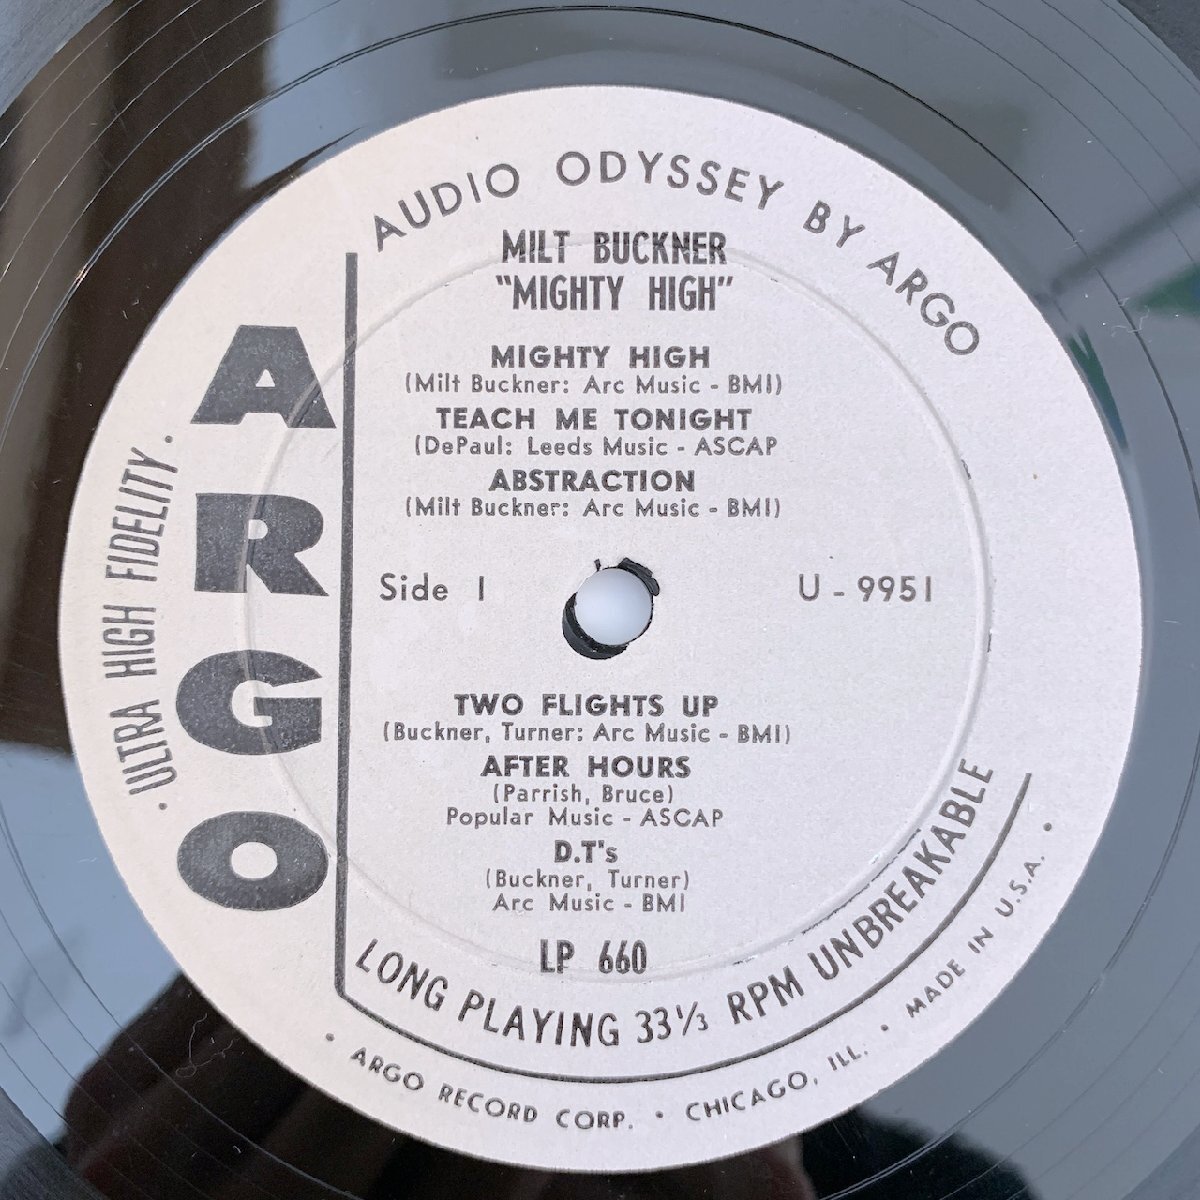 AUDIO ODYSSEY BY ARGO
MILT BUCKNER
"MIGHTY HIGH"
MIGHTY HIGH
(Milt Buckner: Arc Music - BMI)
TEACH ME TONIGHT
(DePaul: Leeds Music - ASCAP
ABSTRACTION
(Milt Buckner: Arc Music - BMI)
Side 1
U - 9951
TWO FLIGHTS UP
(Buckner, Turner: Arc Music - BMI)
AFTER HOURS
(Parrish, Bruce)
Popular Music - ASCAP
D.T's
(Buckner, Turner)
Arc Music - BMI
LP 660
LONG PLAYING 33⅓ RPM UNBREAKABLE
• ARGO RECORD CORP. • CHICAGO, ILL. • MADE IN U.S.A. •
• ULTRA HIGH FIDELITY •
ARGO